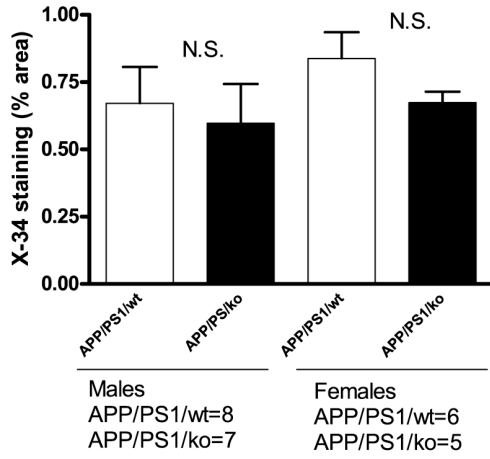 1.00
N.S.
N.S.
0.75
0.50
0.25
0.00
X-34 staining (% area)
APP/PS1/wt
APP/PS/ko
APP/PS1/wt
APP/PS1/ko
Males
APP/PS1/wt=8
APP/PS1/ko=7
Females
APP/PS1/wt=6
APP/PS1/ko=5